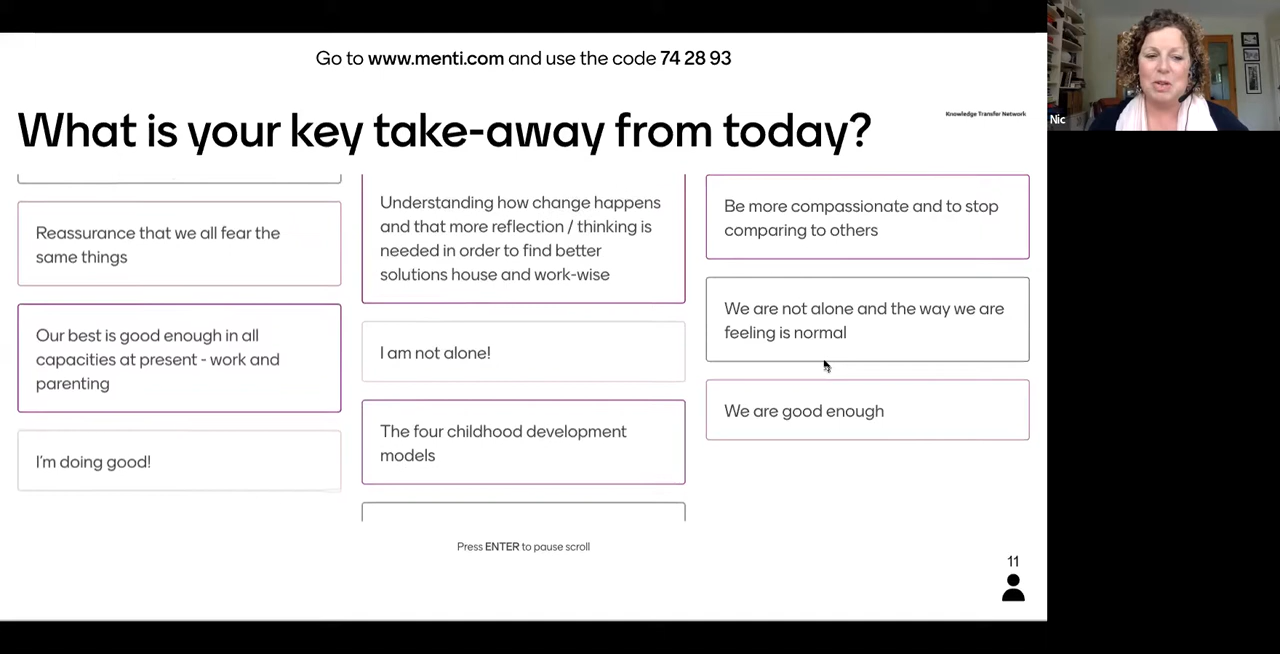 Go to www.menti.com and use the code 74 28 93
What is your key take-away from today?
Knowledge Transfer Network
Reassurance that we all fear the
same things
Our best is good enough in all
capacities at present - work and
parenting
I'm doing good!
Understanding how change happens
and that more reflection / thinking is
needed in order to find better
solutions house and work-wise
I am not alone!
The four childhood development
models
Be more compassionate and to stop
comparing to others
We are not alone and the way we are
feeling is normal
We are good enough
Press ENTER to pause scroll
11
Nic